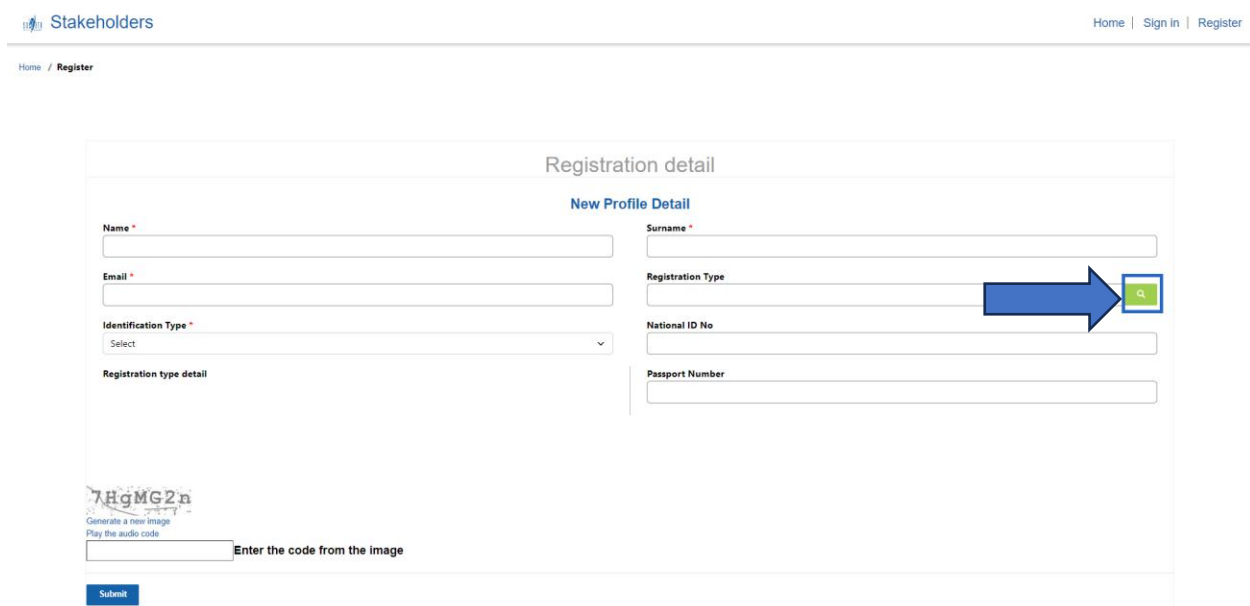 Stakeholders
Home | Sign in | Register
Home / Register
Registration detail
New Profile Detail
Name *
Surname *
Email *
Registration Type
Identification Type *
Select
National ID No
Registration type detail
Passport Number
7HgMG2n
Generate a new image
Play the audio code
Enter the code from the image
Submit